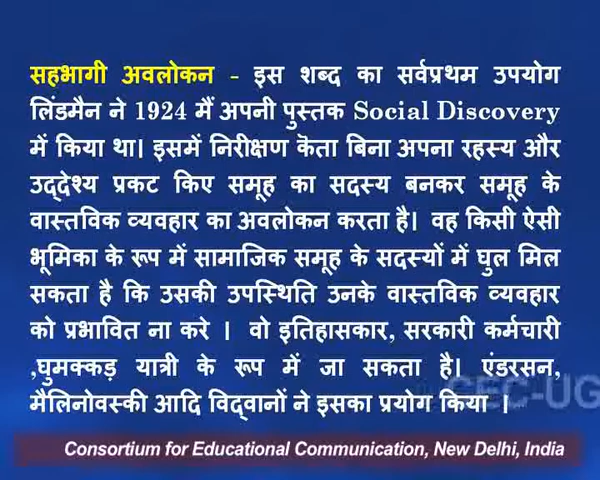 सहभागी अवलोकन - इस शब्द का सर्वप्रथम उपयोग
लिंडमैन ने 1924 मैं अपनी पुस्तक Social Discovery
में किया था। इसमें निरीक्षण कॆता बिना अपना रहस्य और
उद्देश्य प्रकट किए समूह का सदस्य बनकर समूह के
वास्तविक व्यवहार का अवलोकन करता है। वह किसी ऐसी
भूमिका के रूप में सामाजिक समूह के सदस्यों में घुल मिल
सकता है कि उसकी उपस्थिति उनके वास्तविक व्यवहार
को प्रभावित ना करे । वो इतिहासकार, सरकारी कर्मचारी
,घुमक्कड़ यात्री के रूप में जा सकता है। एंडरसन,
मैलिनोवस्की आदि विद्वानों ने इसका प्रयोग किया ।
CEC-UG
Consortium for Educational Communication, New Delhi, India